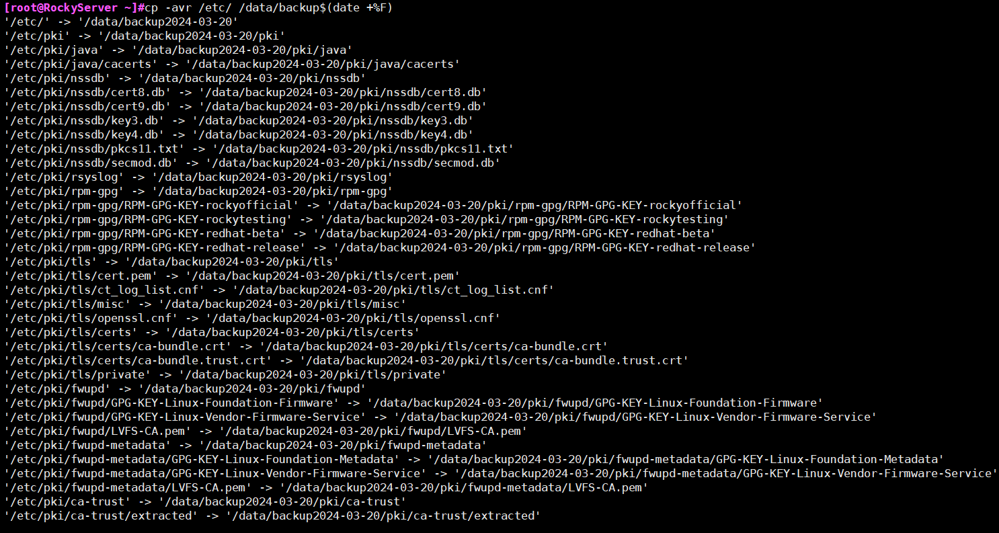 [root@RockyServer ~]#cp -avr /etc/ /data/backup$(date +%F)
'/etc/' -> '/data/backup2024-03-20'
'/etc/pki' -> '/data/backup2024-03-20/pki'
'/etc/pki/java' -> '/data/backup2024-03-20/pki/java'
'/etc/pki/java/cacerts' -> '/data/backup2024-03-20/pki/java/cacerts'
'/etc/pki/nssdb' -> '/data/backup2024-03-20/pki/nssdb'
'/etc/pki/nssdb/cert8.db' -> '/data/backup2024-03-20/pki/nssdb/cert8.db'
'/etc/pki/nssdb/cert9.db' -> '/data/backup2024-03-20/pki/nssdb/cert9.db'
'/etc/pki/nssdb/key3.db' -> '/data/backup2024-03-20/pki/nssdb/key3.db'
'/etc/pki/nssdb/key4.db' -> '/data/backup2024-03-20/pki/nssdb/key4.db'
'/etc/pki/nssdb/pkcs11.txt' -> '/data/backup2024-03-20/pki/nssdb/pkcs11.txt'
'/etc/pki/nssdb/secmod.db' -> '/data/backup2024-03-20/pki/nssdb/secmod.db'
'/etc/pki/rsyslog' -> '/data/backup2024-03-20/pki/rsyslog'
'/etc/pki/rpm-gpg' -> '/data/backup2024-03-20/pki/rpm-gpg'
'/etc/pki/rpm-gpg/RPM-GPG-KEY-rockyofficial' -> '/data/backup2024-03-20/pki/rpm-gpg/RPM-GPG-KEY-rockyofficial'
'/etc/pki/rpm-gpg/RPM-GPG-KEY-rockytesting' -> '/data/backup2024-03-20/pki/rpm-gpg/RPM-GPG-KEY-rockytesting'
'/etc/pki/rpm-gpg/RPM-GPG-KEY-redhat-beta' -> '/data/backup2024-03-20/pki/rpm-gpg/RPM-GPG-KEY-redhat-beta'
'/etc/pki/rpm-gpg/RPM-GPG-KEY-redhat-release' -> '/data/backup2024-03-20/pki/rpm-gpg/RPM-GPG-KEY-redhat-release'
'/etc/pki/tls' -> '/data/backup2024-03-20/pki/tls'
'/etc/pki/tls/cert.pem' -> '/data/backup2024-03-20/pki/tls/cert.pem'
'/etc/pki/tls/ct_log_list.cnf' -> '/data/backup2024-03-20/pki/tls/ct_log_list.cnf'
'/etc/pki/tls/misc' -> '/data/backup2024-03-20/pki/tls/misc'
'/etc/pki/tls/openssl.cnf' -> '/data/backup2024-03-20/pki/tls/openssl.cnf'
'/etc/pki/tls/certs' -> '/data/backup2024-03-20/pki/tls/certs'
'/etc/pki/tls/certs/ca-bundle.crt' -> '/data/backup2024-03-20/pki/tls/certs/ca-bundle.crt'
'/etc/pki/tls/certs/ca-bundle.trust.crt' -> '/data/backup2024-03-20/pki/tls/certs/ca-bundle.trust.crt'
'/etc/pki/tls/private' -> '/data/backup2024-03-20/pki/tls/private'
'/etc/pki/fwupd' -> '/data/backup2024-03-20/pki/fwupd'
'/etc/pki/fwupd/GPG-KEY-Linux-Foundation-Firmware' -> '/data/backup2024-03-20/pki/fwupd/GPG-KEY-Linux-Foundation-Firmware'
'/etc/pki/fwupd/GPG-KEY-Linux-Vendor-Firmware-Service' -> '/data/backup2024-03-20/pki/fwupd/GPG-KEY-Linux-Vendor-Firmware-Service'
'/etc/pki/fwupd/LVFS-CA.pem' -> '/data/backup2024-03-20/pki/fwupd/LVFS-CA.pem'
'/etc/pki/fwupd-metadata' -> '/data/backup2024-03-20/pki/fwupd-metadata'
'/etc/pki/fwupd-metadata/GPG-KEY-Linux-Foundation-Metadata' -> '/data/backup2024-03-20/pki/fwupd-metadata/GPG-KEY-Linux-Foundation-Metadata'
'/etc/pki/fwupd-metadata/GPG-KEY-Linux-Vendor-Firmware-Service' -> '/data/backup2024-03-20/pki/fwupd-metadata/GPG-KEY-Linux-Vendor-Firmware-Service'
'/etc/pki/fwupd-metadata/LVFS-CA.pem' -> '/data/backup2024-03-20/pki/fwupd-metadata/LVFS-CA.pem'
'/etc/pki/ca-trust' -> '/data/backup2024-03-20/pki/ca-trust'
'/etc/pki/ca-trust/extracted' -> '/data/backup2024-03-20/pki/ca-trust/extracted'